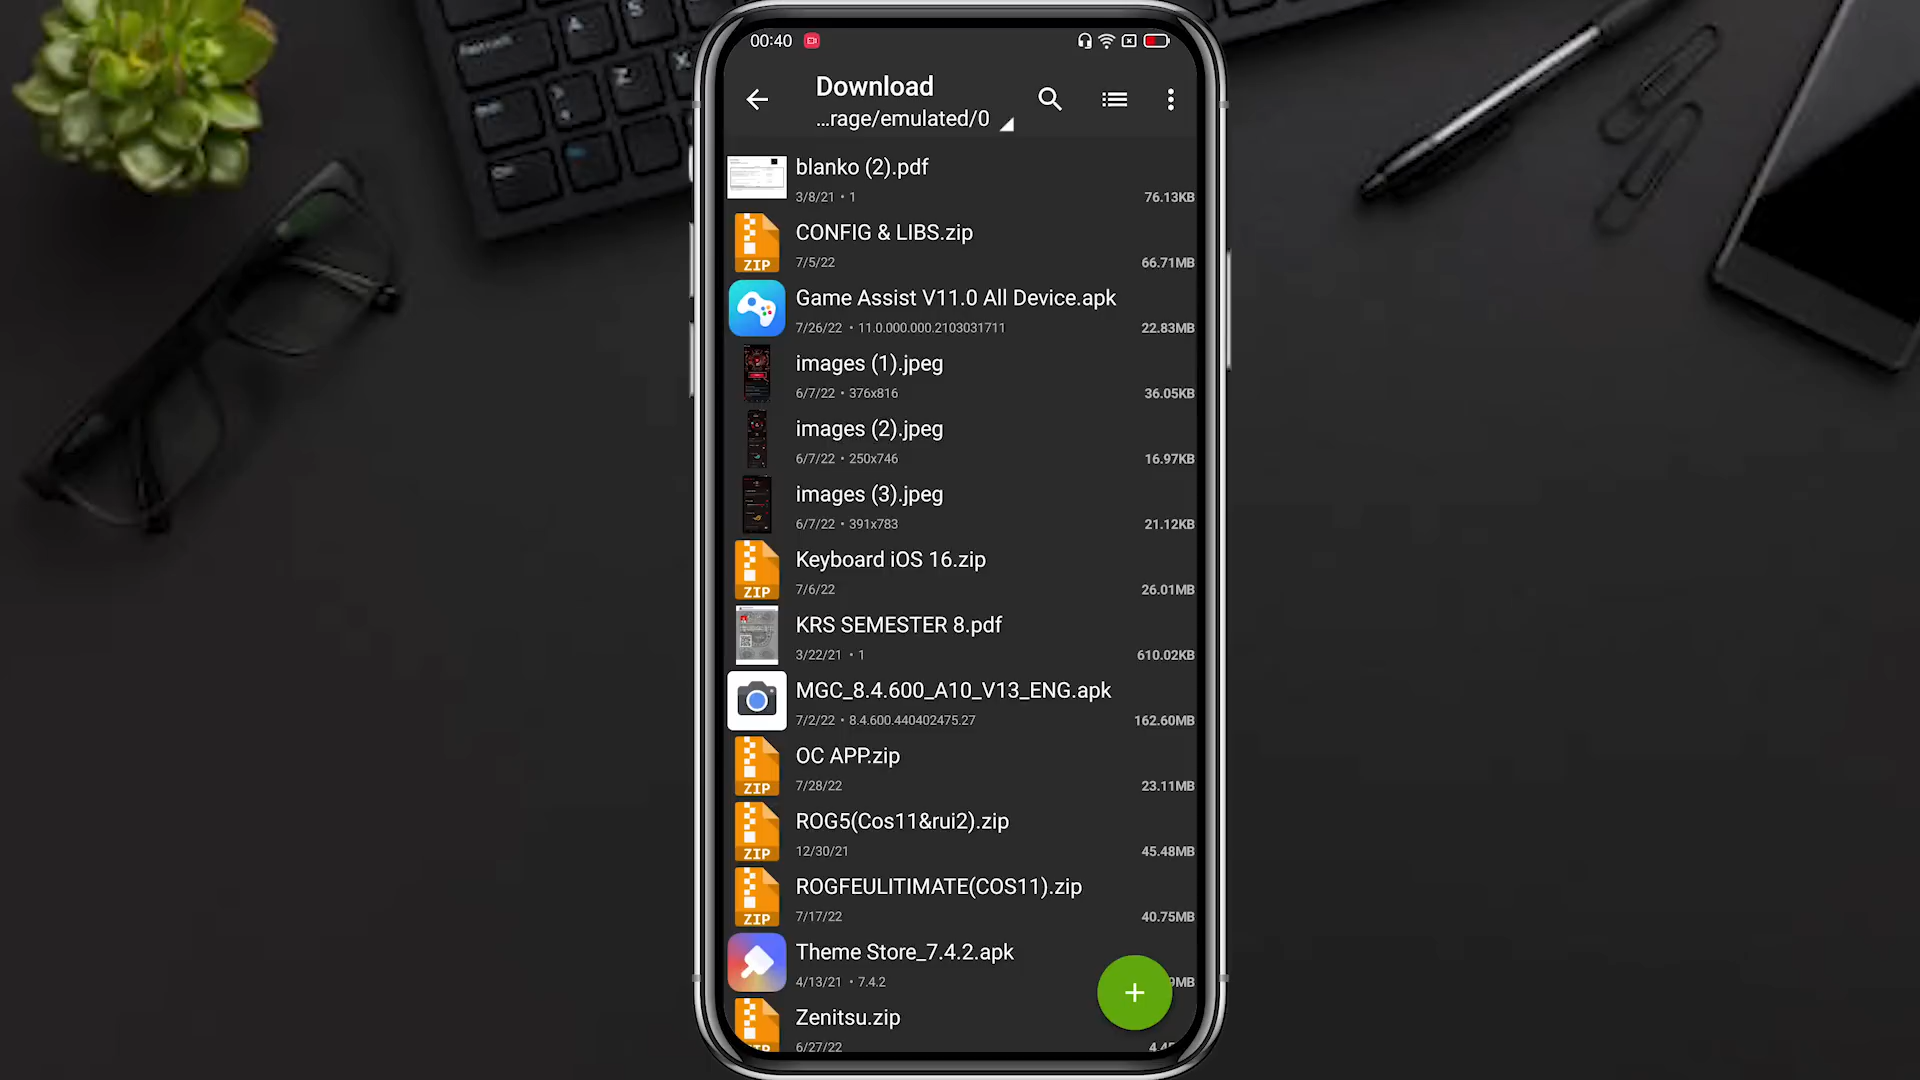 00:40
Download
...rage/emulated/0
blanko (2).pdf
3/8/21 • 1
76.13KB
ZIP
CONFIG & LIBS.zip
7/5/22
66.71MB
Game Assist V11.0 All Device.apk
7/26/22 • 11.0.000.000.2103031711
22.83MB
images (1).jpeg
6/7/22 • 376x816
36.05KB
images (2).jpeg
6/7/22 • 250x746
16.97KB
images (3).jpeg
6/7/22 • 391x783
21.12KB
ZIP
Keyboard iOS 16.zip
7/6/22
26.01MB
KRS SEMESTER 8.pdf
3/22/21 • 1
610.02KB
MGC_8.4.600_A10_V13_ENG.apk
7/2/22 • 8.4.600.440402475.27
162.60MB
ZIP
OC APP.zip
7/28/22
23.11MB
ZIP
ROG5(Cos11&rui2).zip
12/30/21
45.48MB
ZIP
ROGFEULITIMATE(COS11).zip
7/17/22
40.75MB
Theme Store_7.4.2.apk
4/13/21 • 7.4.2
9MB
Zenitsu.zip
6/27/22